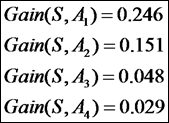 Gain(S, A₁) = 0.246
Gain(S, A₂) = 0.151
Gain(S, A₃) = 0.048
Gain(S, A₄) = 0.029